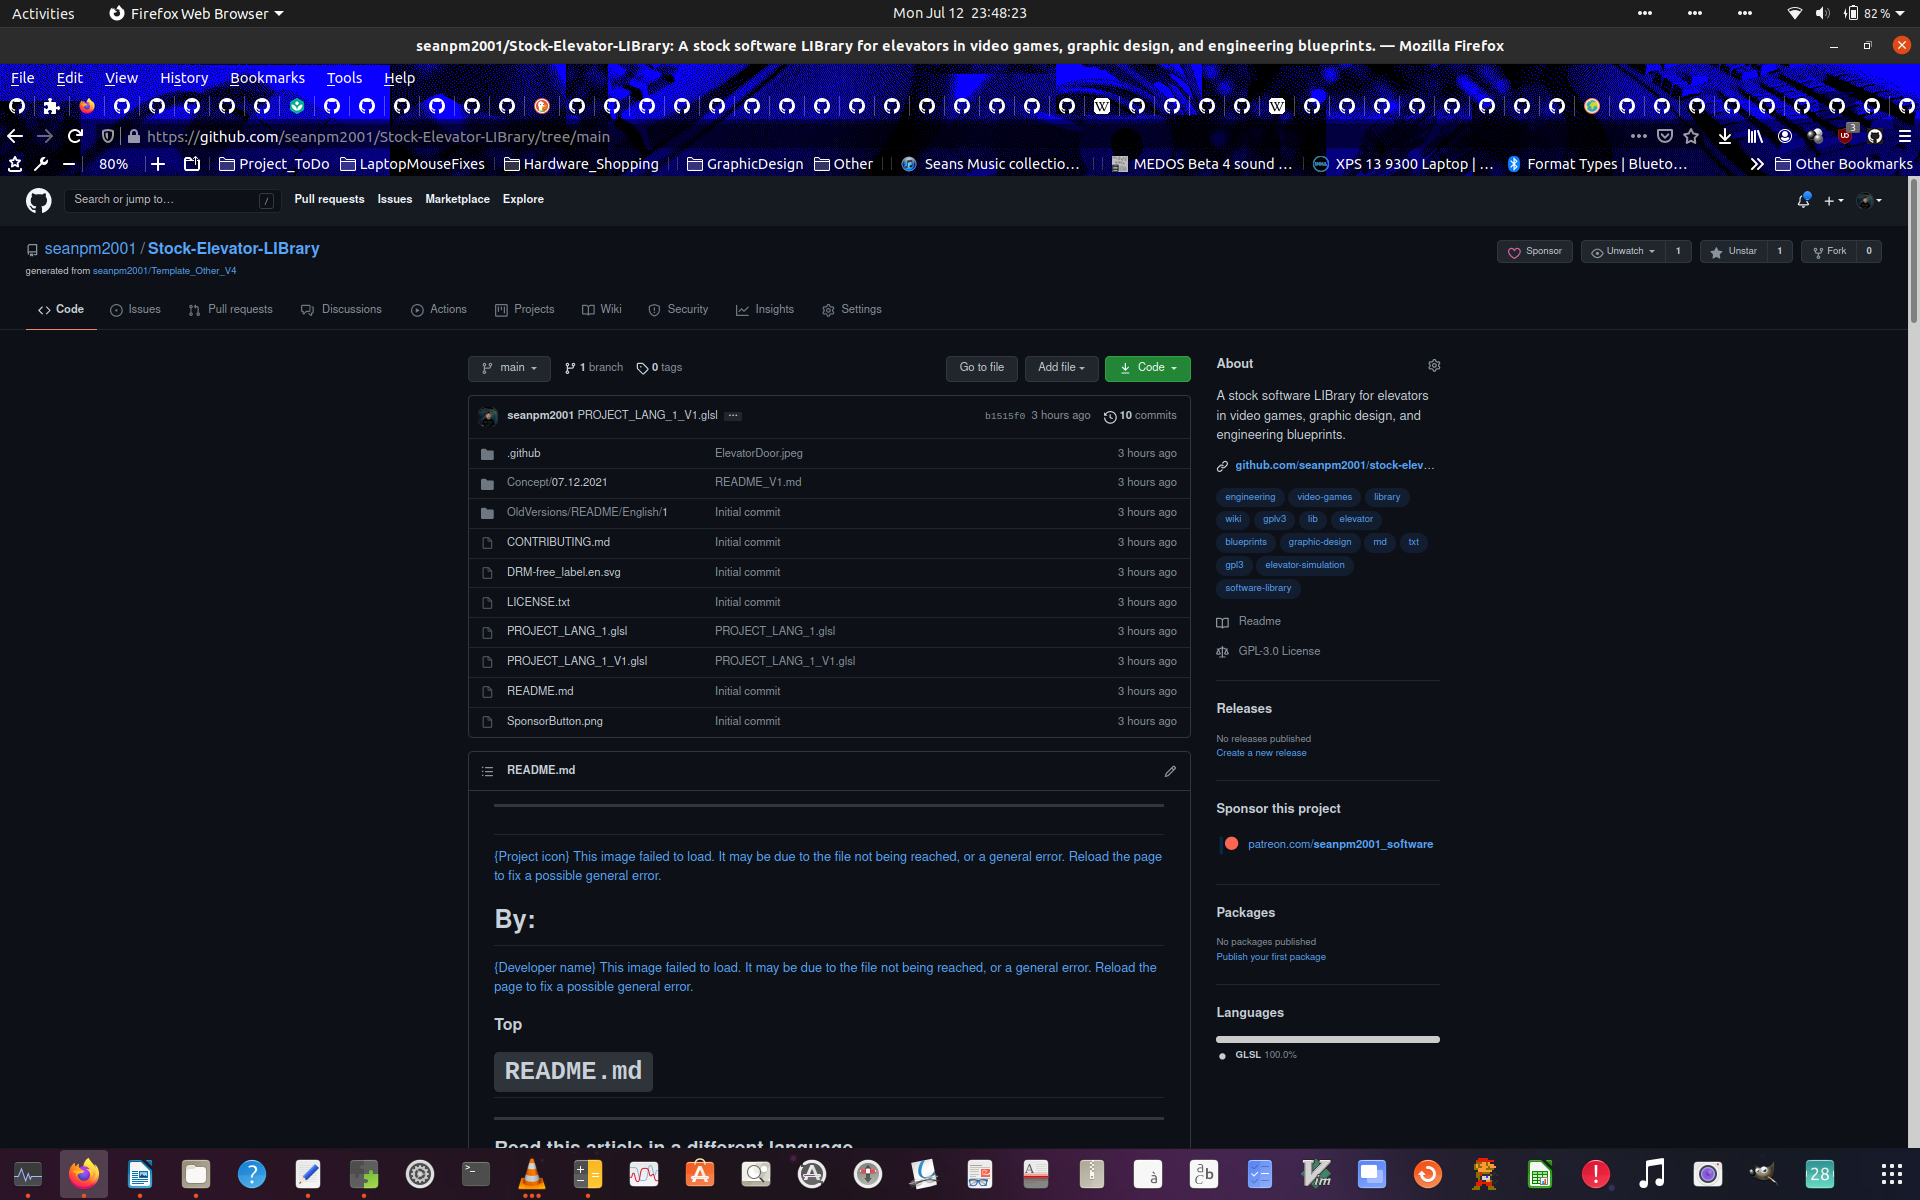 Activities Firefox Web Browser Mon Jul 12 23:48:23 82 %
seanpm2001/Stock-Elevator-LIBrary: A stock software LIBrary for elevators in video games, graphic design, and engineering blueprints. — Mozilla Firefox
File Edit View History Bookmarks Tools Help
https://github.com/seanpm2001/Stock-Elevator-LIBrary/tree/main 3
80% Project_ToDo LaptopMouseFixes Hardware_Shopping GraphicDesign Other Seans Music collectio… MEDOS Beta 4 sound … XPS 13 9300 Laptop | … Format Types | Blueto… Other Bookmarks
Search or jump to… / Pull requests Issues Marketplace Explore
seanpm2001 / Stock-Elevator-LIBrary Sponsor Unwatch 1 Unstar 1 Fork 0
generated from seanpm2001/Template_Other_V4
Code Issues Pull requests Discussions Actions Projects Wiki Security Insights Settings
main 1 branch 0 tags Go to file Add file Code
seanpm2001 PROJECT_LANG_1_V1.glsl … b1515f0 3 hours ago 10 commits
.github ElevatorDoor.jpeg 3 hours ago
Concept/07.12.2021 README_V1.md 3 hours ago
OldVersions/README/English/1 Initial commit 3 hours ago
CONTRIBUTING.md Initial commit 3 hours ago
DRM-free_label.en.svg Initial commit 3 hours ago
LICENSE.txt Initial commit 3 hours ago
PROJECT_LANG_1.glsl PROJECT_LANG_1.glsl 3 hours ago
PROJECT_LANG_1_V1.glsl PROJECT_LANG_1_V1.glsl 3 hours ago
README.md Initial commit 3 hours ago
SponsorButton.png Initial commit 3 hours ago
README.md
{Project icon} This image failed to load. It may be due to the file not being reached, or a general error. Reload the page
to fix a possible general error.
By:
{Developer name} This image failed to load. It may be due to the file not being reached, or a general error. Reload the
page to fix a possible general error.
Top
README.md
Read this article in a different language
About
A stock software LIBrary for elevators
in video games, graphic design, and
engineering blueprints.
github.com/seanpm2001/stock-elev…
engineering video-games library
wiki gplv3 lib elevator
blueprints graphic-design md txt
gpl3 elevator-simulation
software-library
Readme
GPL-3.0 License
Releases
No releases published
Create a new release
Sponsor this project
patreon.com/seanpm2001_software
Packages
No packages published
Publish your first package
Languages
GLSL 100.0%
28